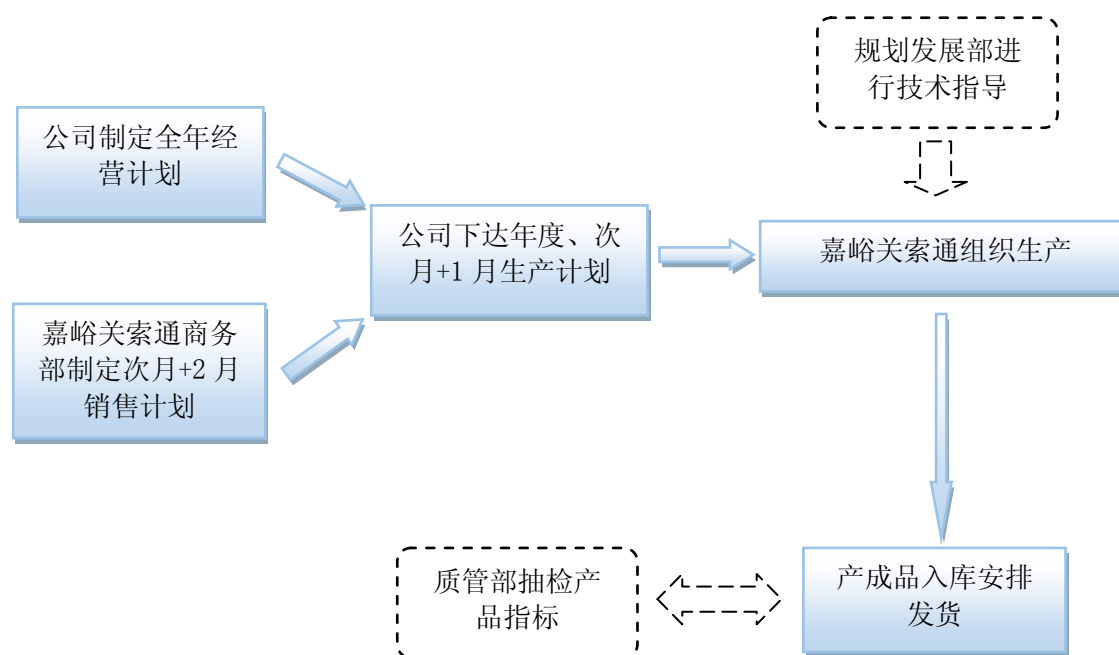 规划发展部进
行技术指导
公司制定全年经
营计划
公司下达年度、次
月+1 月生产计划
嘉峪关索通组织生产
嘉峪关索通商务
部制定次月+2 月
销售计划
质管部抽检产
品指标
产成品入库安排
发货